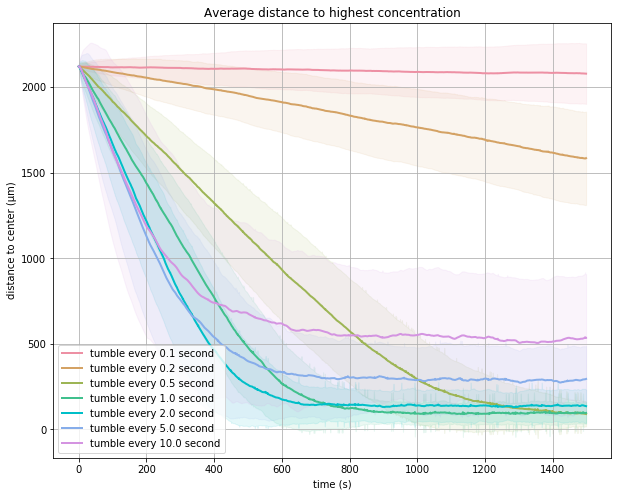 Average distance to highest concentration
distance to center (µm)
2000
1500
1000
500
0
tumble every 0.1 second
tumble every 0.2 second
tumble every 0.5 second
tumble every 1.0 second
tumble every 2.0 second
tumble every 5.0 second
tumble every 10.0 second
0 200 400 600 800 1000 1200 1400
time (s)